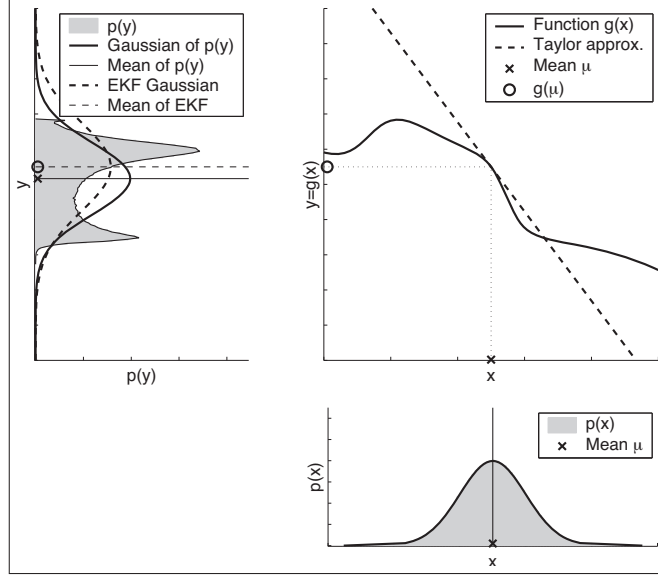 p(y)
Gaussian of p(y)
Mean of p(y)
EKF Gaussian
Mean of EKF
y
p(y)
Function g(x)
Taylor approx.
Mean μ
g(μ)
y=g(x)
x
p(x)
Mean μ
p(x)
x